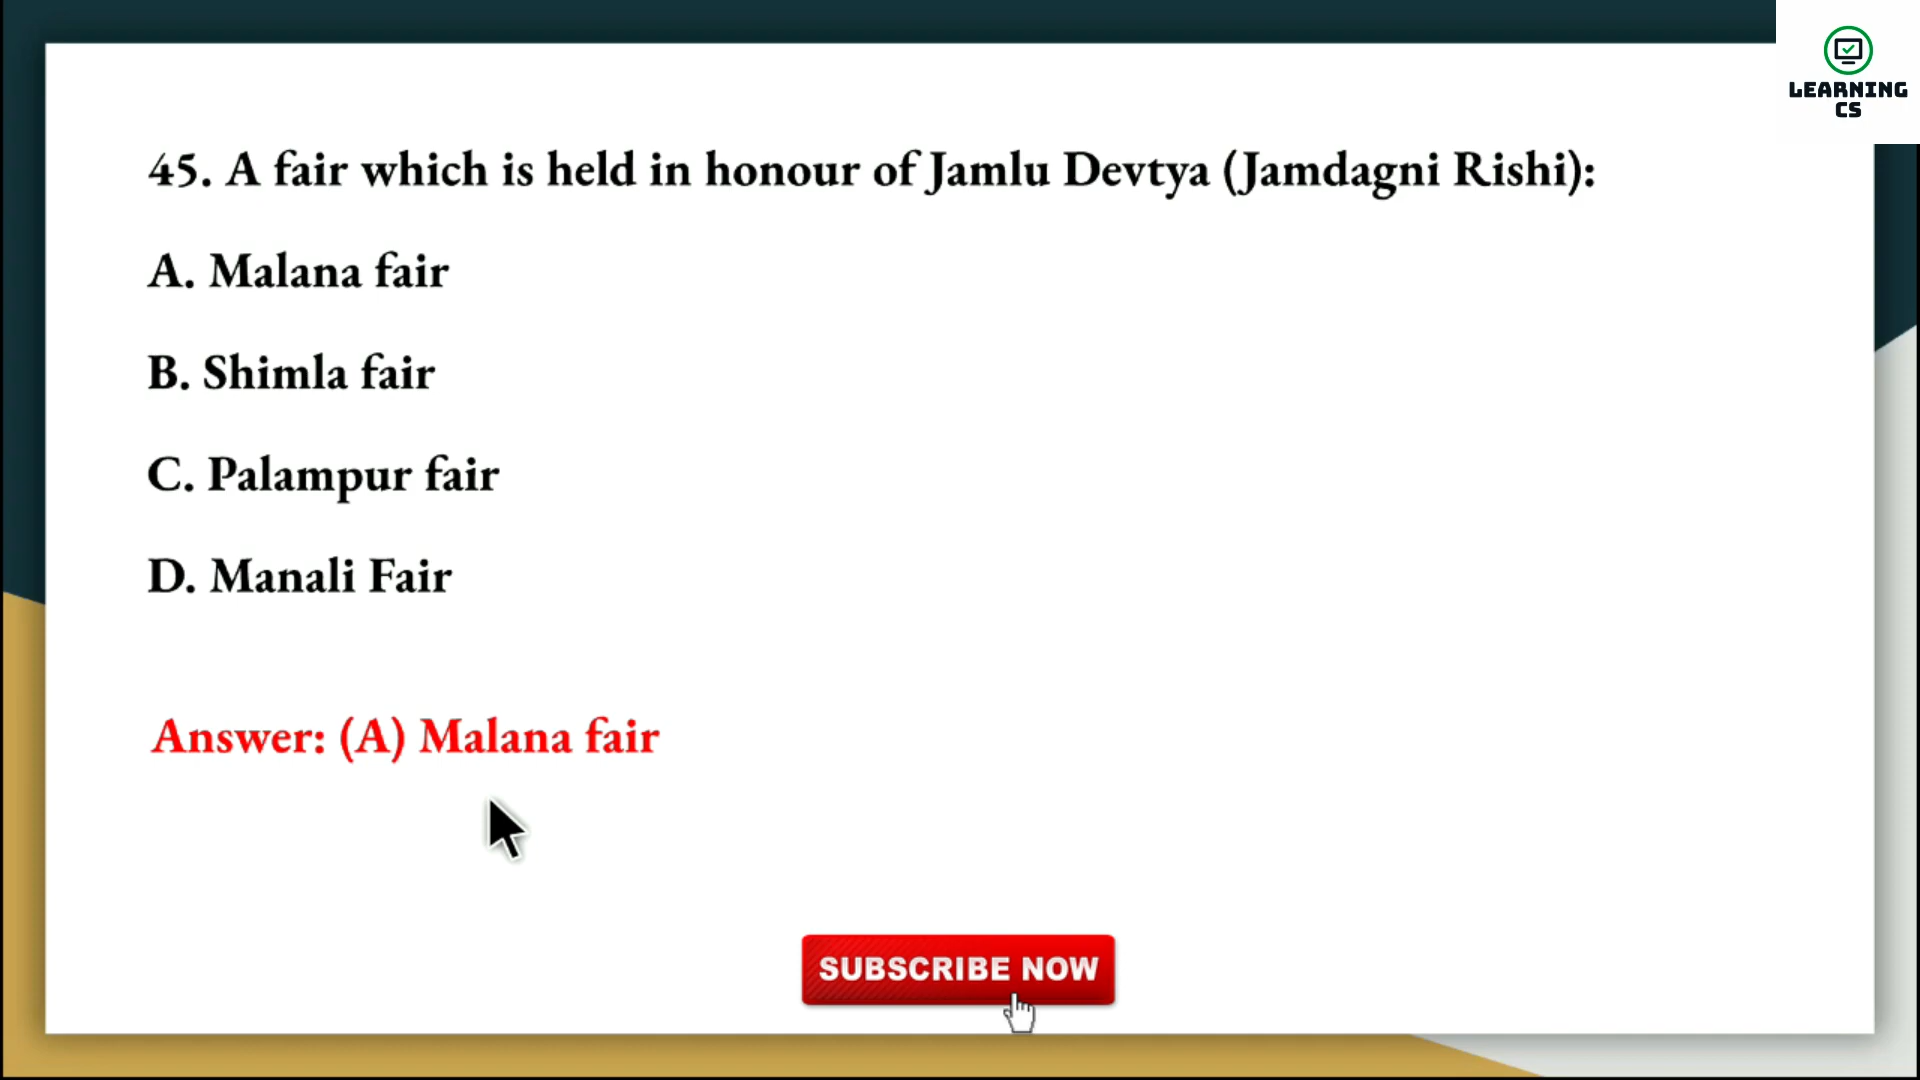 LEARNING
CS
45. A fair which is held in honour of Jamlu Devtya (Jamdagni Rishi):
A. Malana fair
B. Shimla fair
C. Palampur fair
D. Manali Fair
Answer: (A) Malana fair
SUBSCRIBE NOW